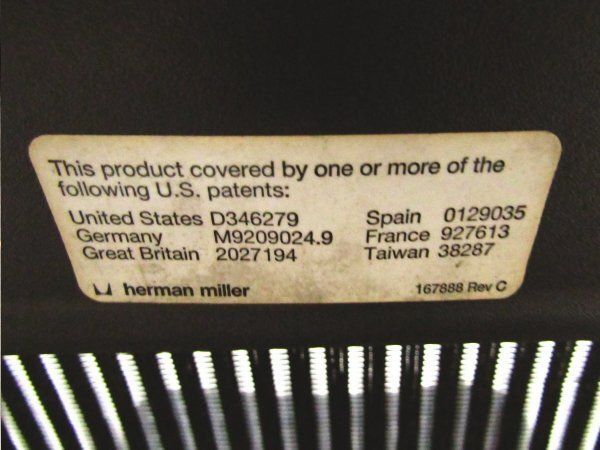 This product covered by one or more of the
following U.S. patents:
United States D346279 Spain 0129035
Germany M9209024.9 France 927613
Great Britain 2027194 Taiwan 38287
herman miller 167888 Rev C